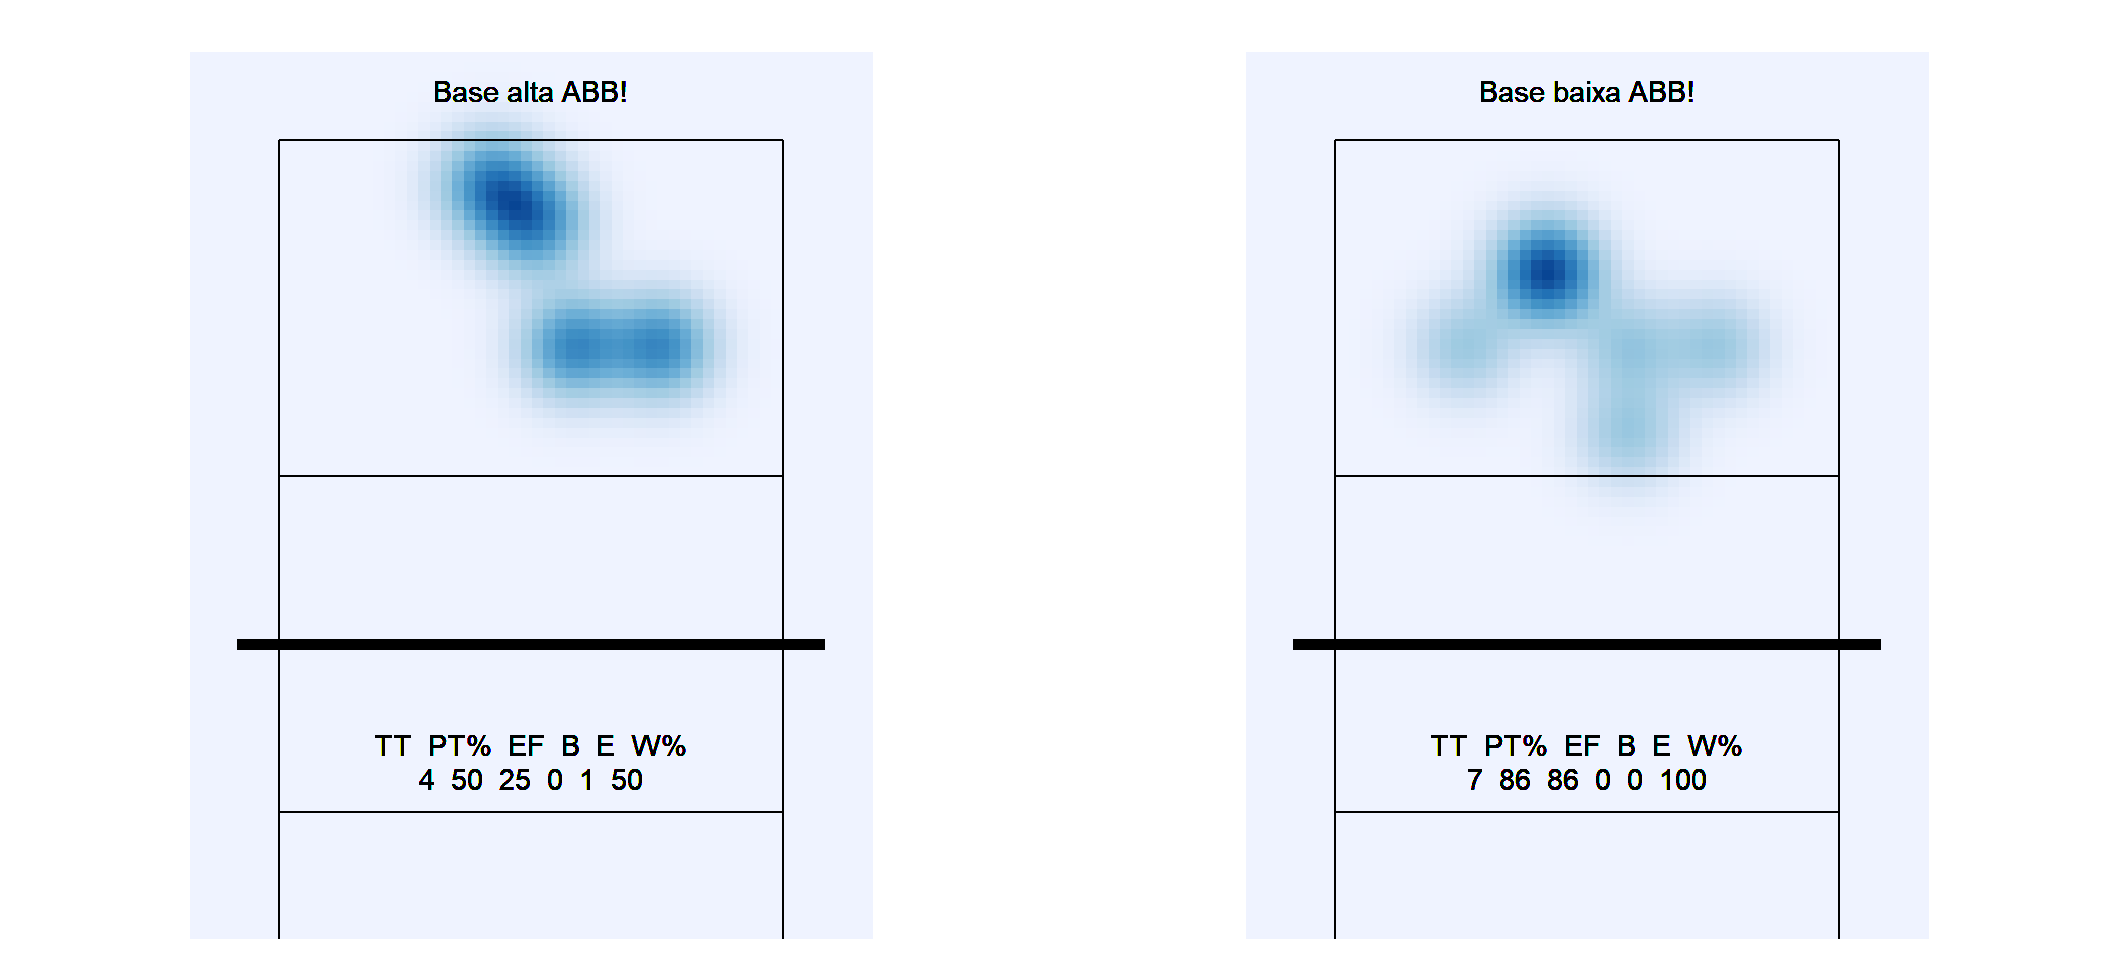 Base alta ABB!
TT PT% EF B E W%
4 50 25 0 1 50
Base baixa ABB!
TT PT% EF B E W%
7 86 86 0 0 100